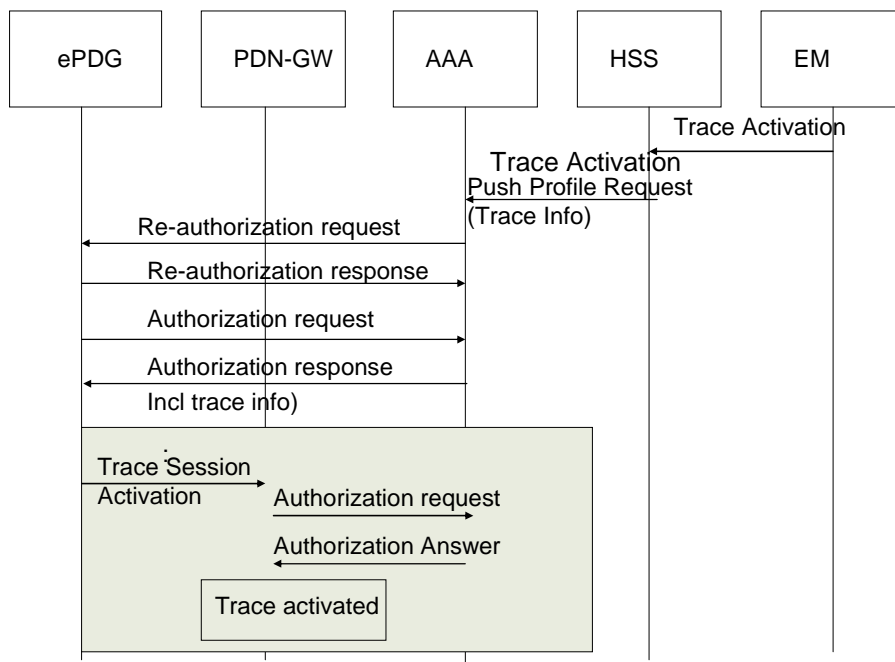 ePDG
PDN-GW
AAA
HSS
EM
Trace Activation
Trace Activation
Push Profile Request
(Trace Info)
Re-authorization request
Re-authorization response
Authorization request
Authorization response
Incl trace info)
:
Trace Session
Activation
Authorization request
Authorization Answer
Trace activated